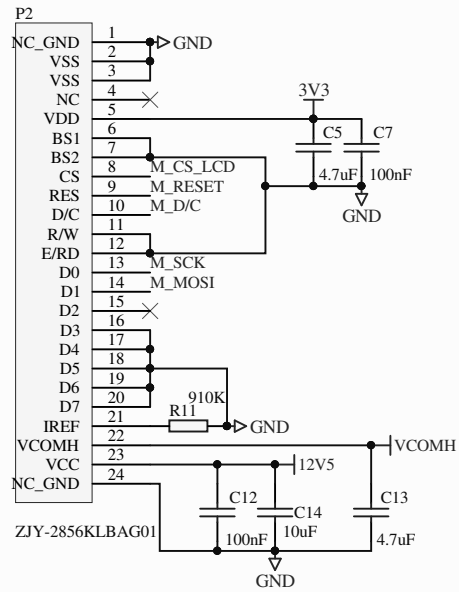 P2
NC_GND 1 GND
VSS 2
VSS 3
NC 4 3V3
VDD 5
BS1 6 C5 C7
BS2 7
CS 8 M_CS_LCD 4.7uF 100nF
RES 9 M_RESET
D/C 10 M_D/C GND
R/W 11
E/RD 12
D0 13 M_SCK
D1 14 M_MOSI
D2 15
D3 16
D4 17
D5 18
D6 19
D7 20 910K
IREF 21 R11 GND
VCOMH 22 VCOMH
VCC 23 12V5
NC_GND 24
C12 C14 C13
ZJY-2856KLBAG01 100nF 10uF 4.7uF
GND